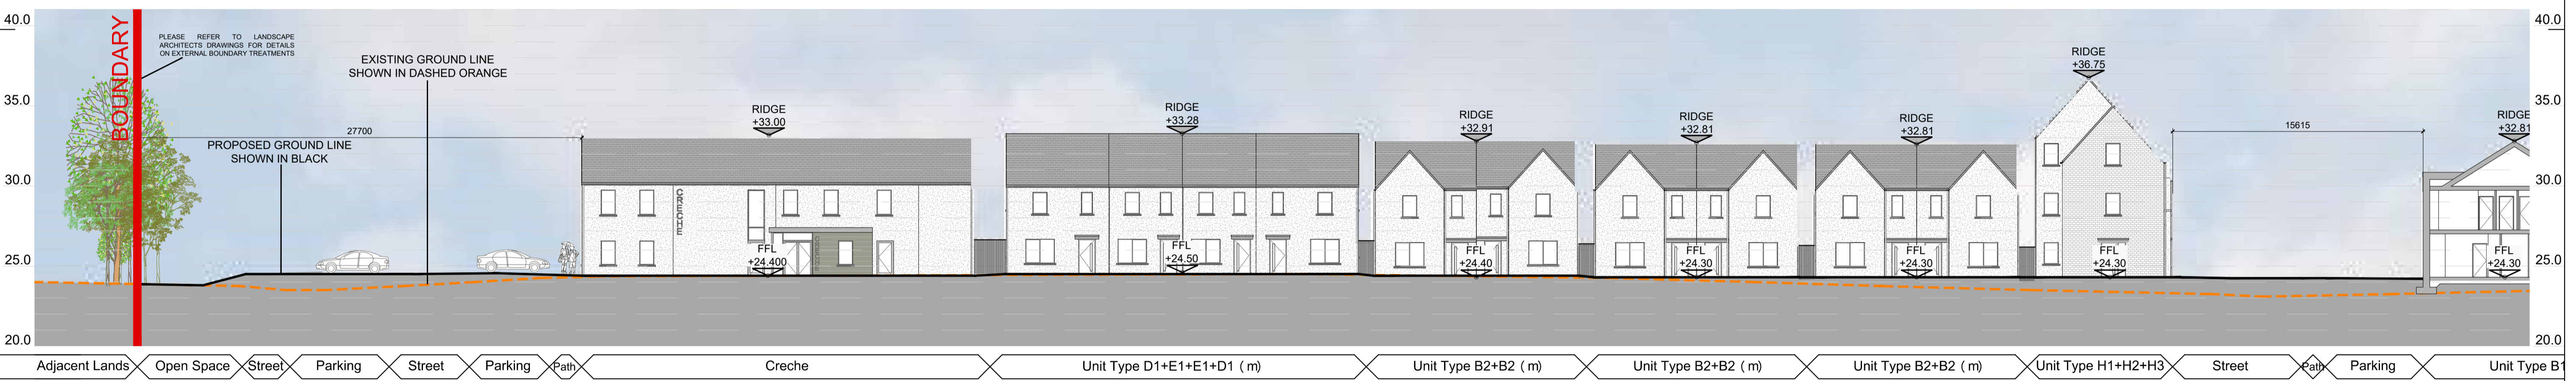 40.0
35.0
30.0
25.0
20.0
BOUNDARY
PLEASE REFER TO LANDSCAPE
ARCHITECTS DRAWINGS FOR DETAILS
ON EXTERNAL BOUNDARY TREATMENTS
EXISTING GROUND LINE
SHOWN IN DASHED ORANGE
27700
PROPOSED GROUND LINE
SHOWN IN BLACK
RIDGE
+33.00
CRECHE
FFL
+24.400
RIDGE
+33.28
FFL
+24.50
RIDGE
+32.91
FFL
+24.40
RIDGE
+32.81
FFL
+24.30
RIDGE
+32.81
FFL
+24.30
RIDGE
+36.75
FFL
+24.30
15615
RIDGE
+32.81
FFL
+24.30
40.0
35.0
30.0
25.0
20.0
Adjacent Lands
Open Space
Street
Parking
Street
Parking
Path
Creche
Unit Type D1+E1+E1+D1 ( m)
Unit Type B2+B2 ( m)
Unit Type B2+B2 ( m)
Unit Type B2+B2 ( m)
Unit Type H1+H2+H3
Street
Path
Parking
Unit Type B1